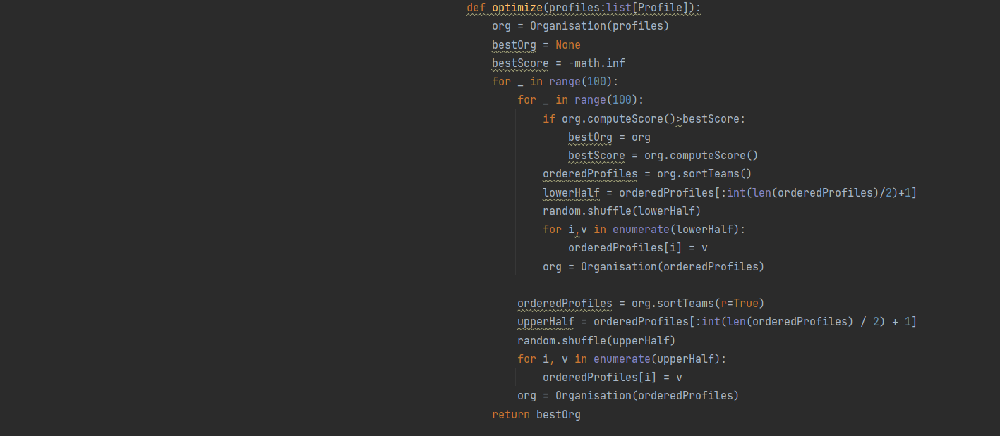 def optimize(profiles:list[Profile]):
    org = Organisation(profiles)
    bestOrg = None
    bestScore = -math.inf
    for _ in range(100):
        for _ in range(100):
            if org.computeScore()>bestScore:
                bestOrg = org
                bestScore = org.computeScore()
            orderedProfiles = org.sortTeams()
            lowerHalf = orderedProfiles[:int(len(orderedProfiles)/2)+1]
            random.shuffle(lowerHalf)
            for i,v in enumerate(lowerHalf):
                orderedProfiles[i] = v
            org = Organisation(orderedProfiles)

        orderedProfiles = org.sortTeams(r=True)
        upperHalf = orderedProfiles[:int(len(orderedProfiles) / 2) + 1]
        random.shuffle(upperHalf)
        for i, v in enumerate(upperHalf):
            orderedProfiles[i] = v
        org = Organisation(orderedProfiles)
    return bestOrg